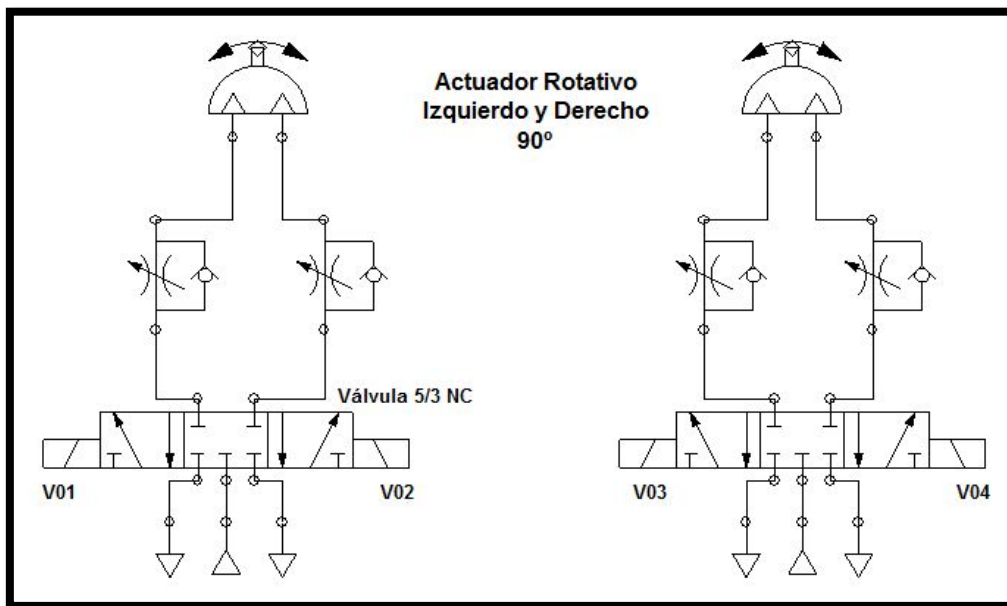 Actuador Rotativo
Izquierdo y Derecho
90º
Válvula 5/3 NC
V01
V02
V03
V04